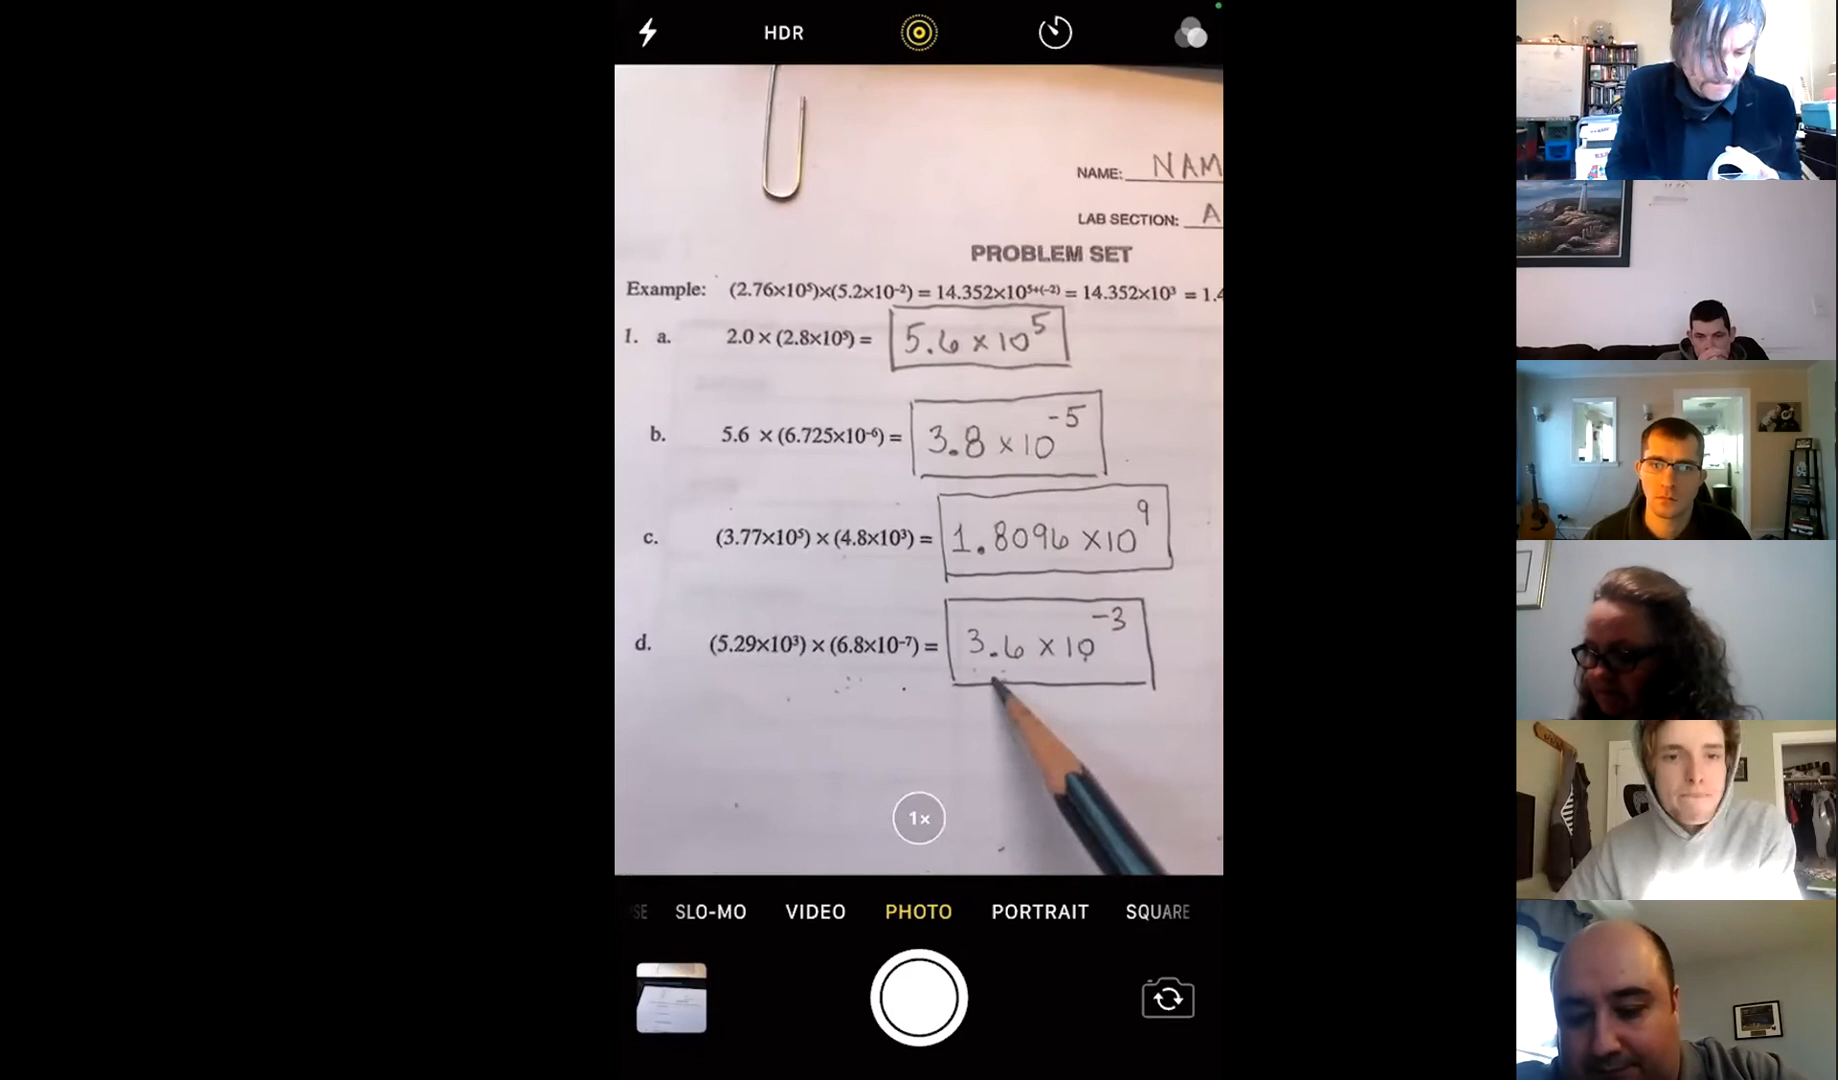 HDR
NAME: NAM
LAB SECTION: A
PROBLEM SET
Example: (2.76×10⁵)×(5.2×10⁻²) = 14.352×10⁵⁺⁽⁻²⁾ = 14.352×10³ = 1.4
1. a. 2.0 × (2.8×10⁵) = 5.6 × 10⁵
b. 5.6 × (6.725×10⁻⁶) = 3.8 × 10⁻⁵
c. (3.77×10⁵) × (4.8×10³) = 1.8096 × 10⁹
d. (5.29×10³) × (6.8×10⁻⁷) = 3.6 × 10⁻³
1×
SLO-MO VIDEO PHOTO PORTRAIT SQUARE